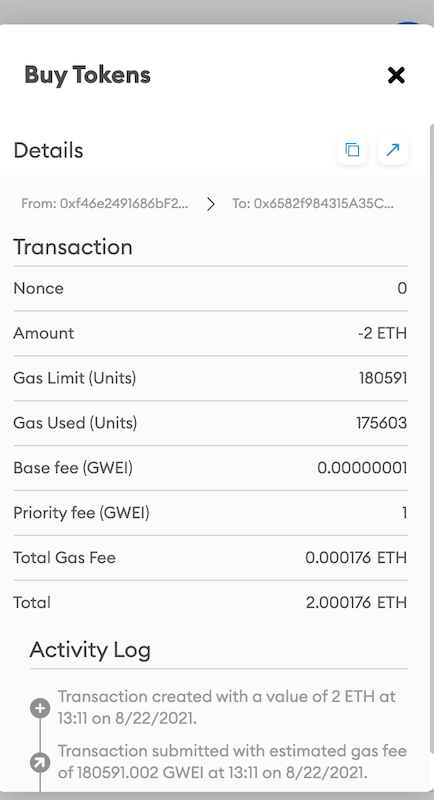 Buy Tokens
Details
From: 0xf46e2491686bF2... To: 0x6582f984315A35C...
Transaction
Nonce 0
Amount -2 ETH
Gas Limit (Units) 180591
Gas Used (Units) 175603
Base fee (GWEI) 0.00000001
Priority fee (GWEI) 1
Total Gas Fee 0.000176 ETH
Total 2.000176 ETH
Activity Log
Transaction created with a value of 2 ETH at
13:11 on 8/22/2021.
Transaction submitted with estimated gas fee
of 180591.002 GWEI at 13:11 on 8/22/2021.